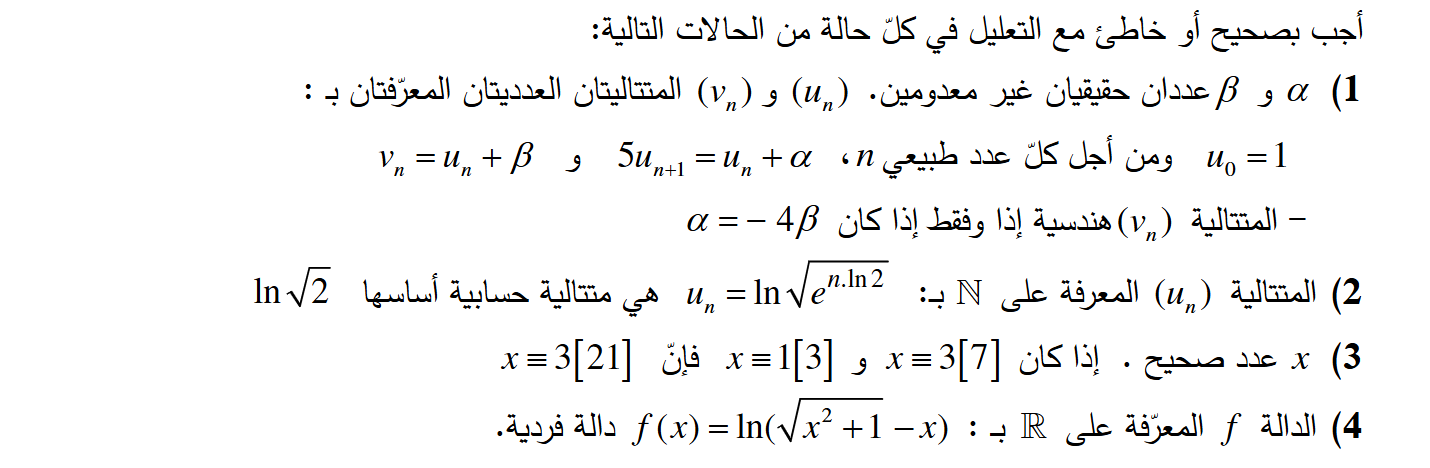 أجب بصحيح أو خاطئ مع التعليل في كلّ حالة من الحالات التالية:
1) α و β عددان حقيقيان غير معدومين. (uₙ) و (vₙ) المتتاليتان العدديتان المعرّفتان بـ :
u₀ = 1 ومن أجل كلّ عدد طبيعي n، 5uₙ₊₁ = uₙ + α و vₙ = uₙ + β
– المتتالية (vₙ) هندسية إذا وفقط إذا كان α = − 4β
2) المتتالية (uₙ) المعرفة على ℕ بـ: uₙ = ln√(e^{n.ln2}) هي متتالية حسابية أساسها ln√2
3) x عدد صحيح . إذا كان x ≡ 3[7] و x ≡ 1[3] فإنّ x ≡ 3[21]
4) الدالة f المعرّفة على ℝ بـ : f(x) = ln(√(x² + 1) − x) دالة فردية.